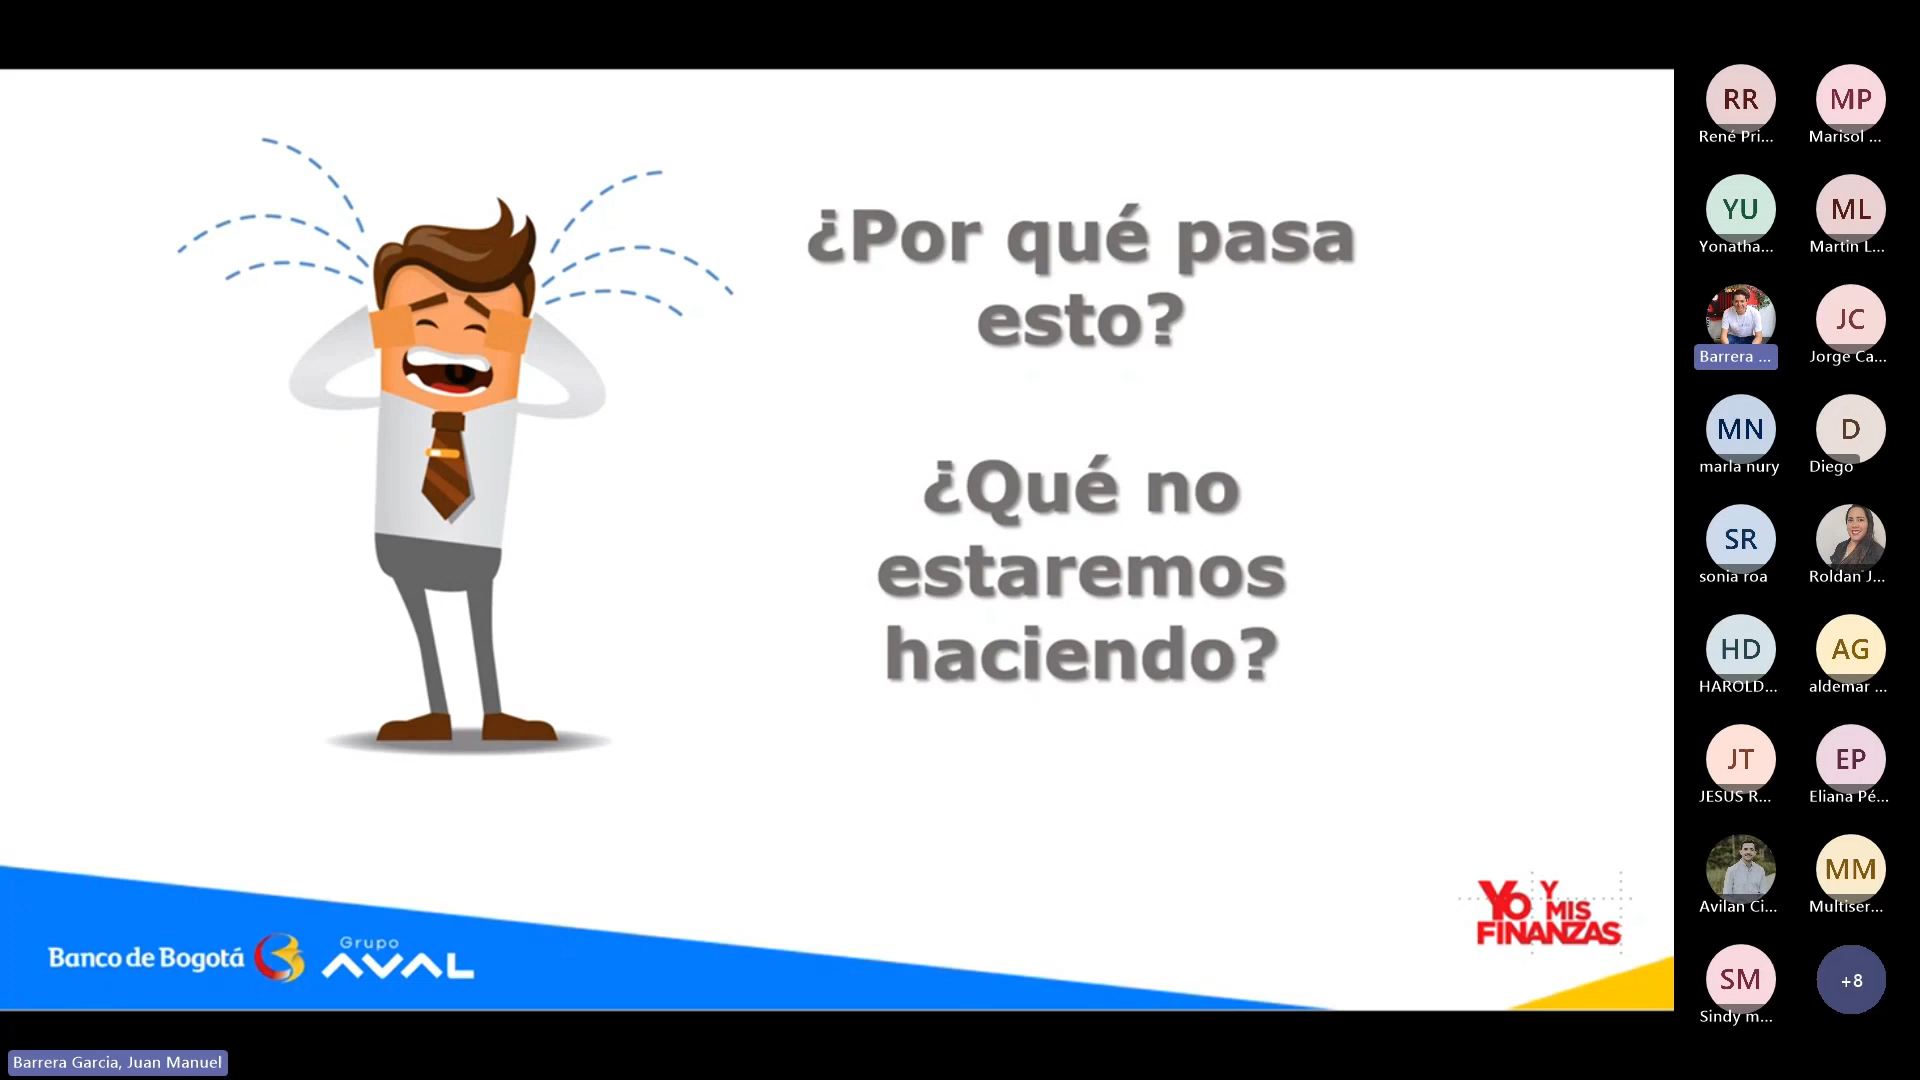 ¿Por qué pasa
esto?
¿Qué no
estaremos
haciendo?
Banco de Bogotá
Grupo
AVAL
Yo Y
MIS
FINANZAS
RR
René Pri...
MP
Marisol ...
YU
Yonatha...
ML
Martin L...
Barrera ...
JC
Jorge Ca...
MN
marla nury
D
Diego
SR
sonia roa
Roldan J...
HD
HAROLD...
AG
aldemar ...
JT
JESUS R...
EP
Eliana Pé...
Avilan Ci...
MM
Multiser...
SM
Sindy m...
+8
Barrera Garcia, Juan Manuel